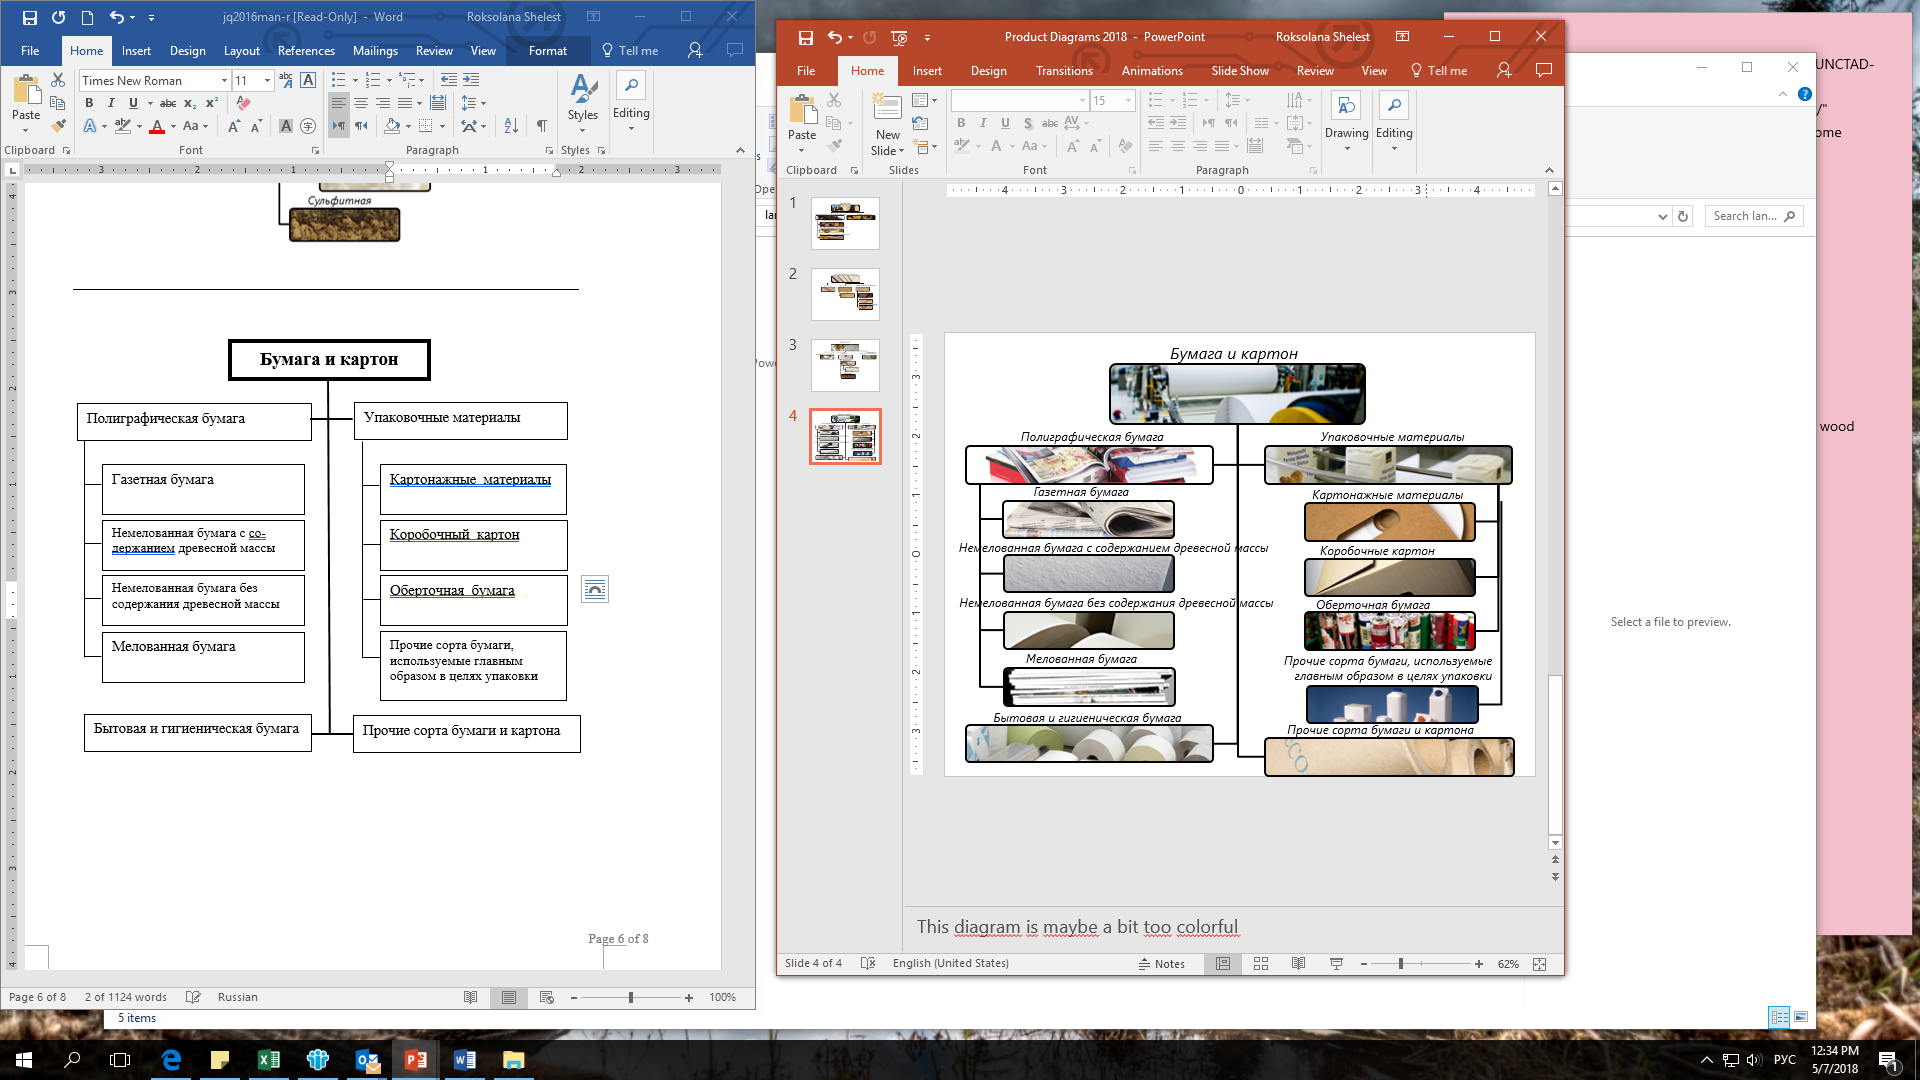 jq2016man-r [Read-Only] - Word
Roksolana Shelest
File
Home
Insert
Design
Layout
References
Mailings
Review
View
Format
Tell me
Times New Roman
11
Paste
Styles
Editing
Clipboard
Font
Paragraph
Styles
Сульфитная
Бумага и картон
Полиграфическая бумага
Упаковочные материалы
Газетная бумага
Картонажные материалы
Немелованная бумага с со-
держанием древесной массы
Коробочный картон
Немелованная бумага без
содержания древесной массы
Оберточная бумага
Мелованная бумага
Прочие сорта бумаги,
используемые главным
образом в целях упаковки
Бытовая и гигиеническая бумага
Прочие сорта бумаги и картона
Page 6 of 8
Page 6 of 8
2 of 1124 words
Russian
100%
5 items
Product Diagrams 2018 - PowerPoint
Roksolana Shelest
File
Home
Insert
Design
Transitions
Animations
Slide Show
Review
View
Tell me
15
Paste
New
Slide
Drawing
Editing
Clipboard
Slides
Font
Paragraph
1
2
3
4
Бумага и картон
Полиграфическая бумага
Упаковочные материалы
Газетная бумага
Картонажные материалы
Немелованная бумага с содержанием древесной массы
Коробочные картон
Немелованная бумага без содержания древесной массы
Оберточная бумага
Мелованная бумага
Прочие сорта бумаги, используемые
главным образом в целях упаковки
Бытовая и гигиеническая бумага
Прочие сорта бумаги и картона
This diagram is maybe a bit too colorful
Slide 4 of 4
English (United States)
Notes
62%
UNCTAD-
ome
wood
Search lan...
Select a file to preview.
РУС
12:34 PM
5/7/2018
1